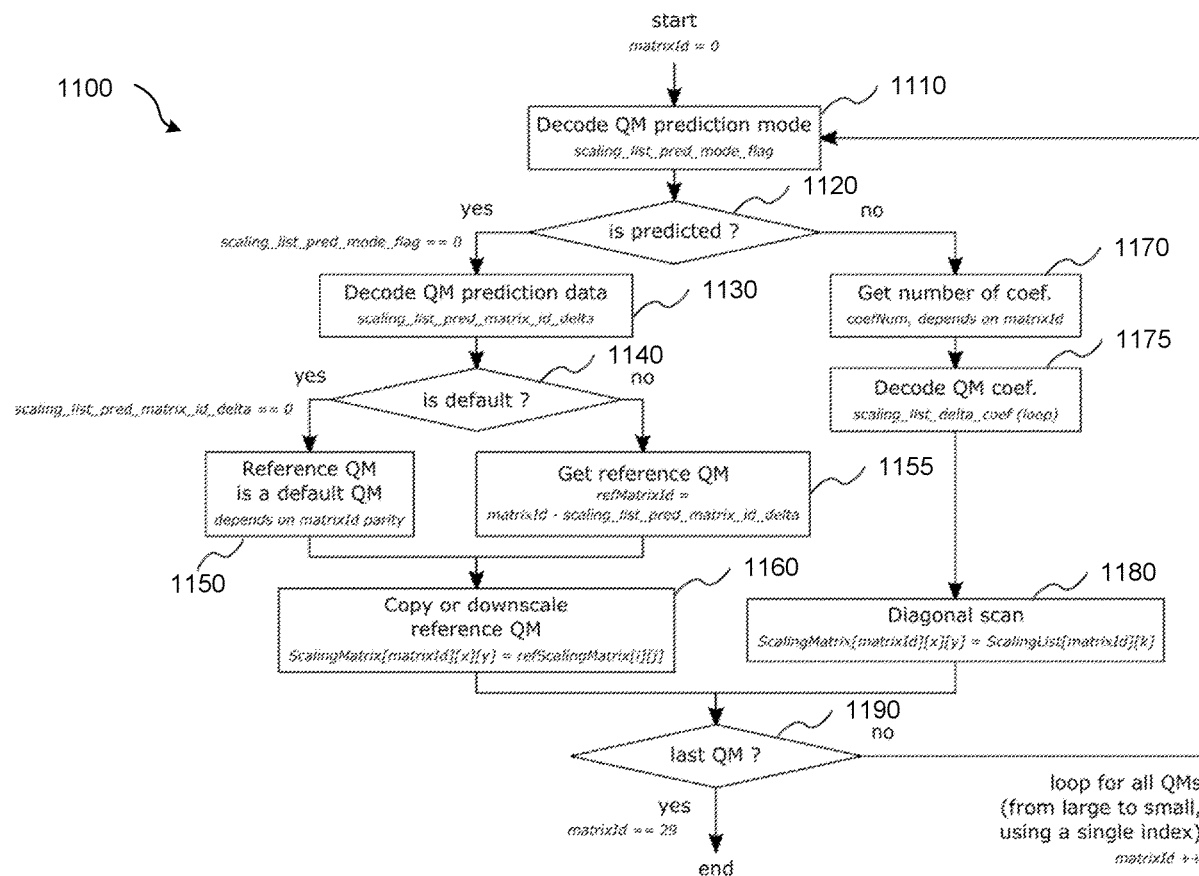 start
matrixId = 0
1100
1110
Decode QM prediction mode
scaling_list_pred_mode_flag
1120
yes
no
is predicted ?
scaling_list_pred_mode_flag == 0
1170
Decode QM prediction data
scaling_list_pred_matrix_id_delta
1130
Get number of coef.
coefNum, depends on matrixId
1140
1175
yes
no
Decode QM coef.
scaling_list_delta_coef (loop)
scaling_list_pred_matrix_id_delta == 0
is default ?
Reference QM
is a default QM
depends on matrixId parity
Get reference QM
refMatrixId =
matrixId - scaling_list_pred_matrix_id_delta
1155
1150
1160
1180
Copy or downscale
reference QM
ScalingMatrix[matrixId][x][y] = refScalingMatrix[i][j]
Diagonal scan
ScalingMatrix[matrixId][x][y] = ScalingList[matrixId][k]
1190
no
last QM ?
yes
matrixId == 29
end
loop for all QMs
(from large to small,
using a single index)
matrixId ++